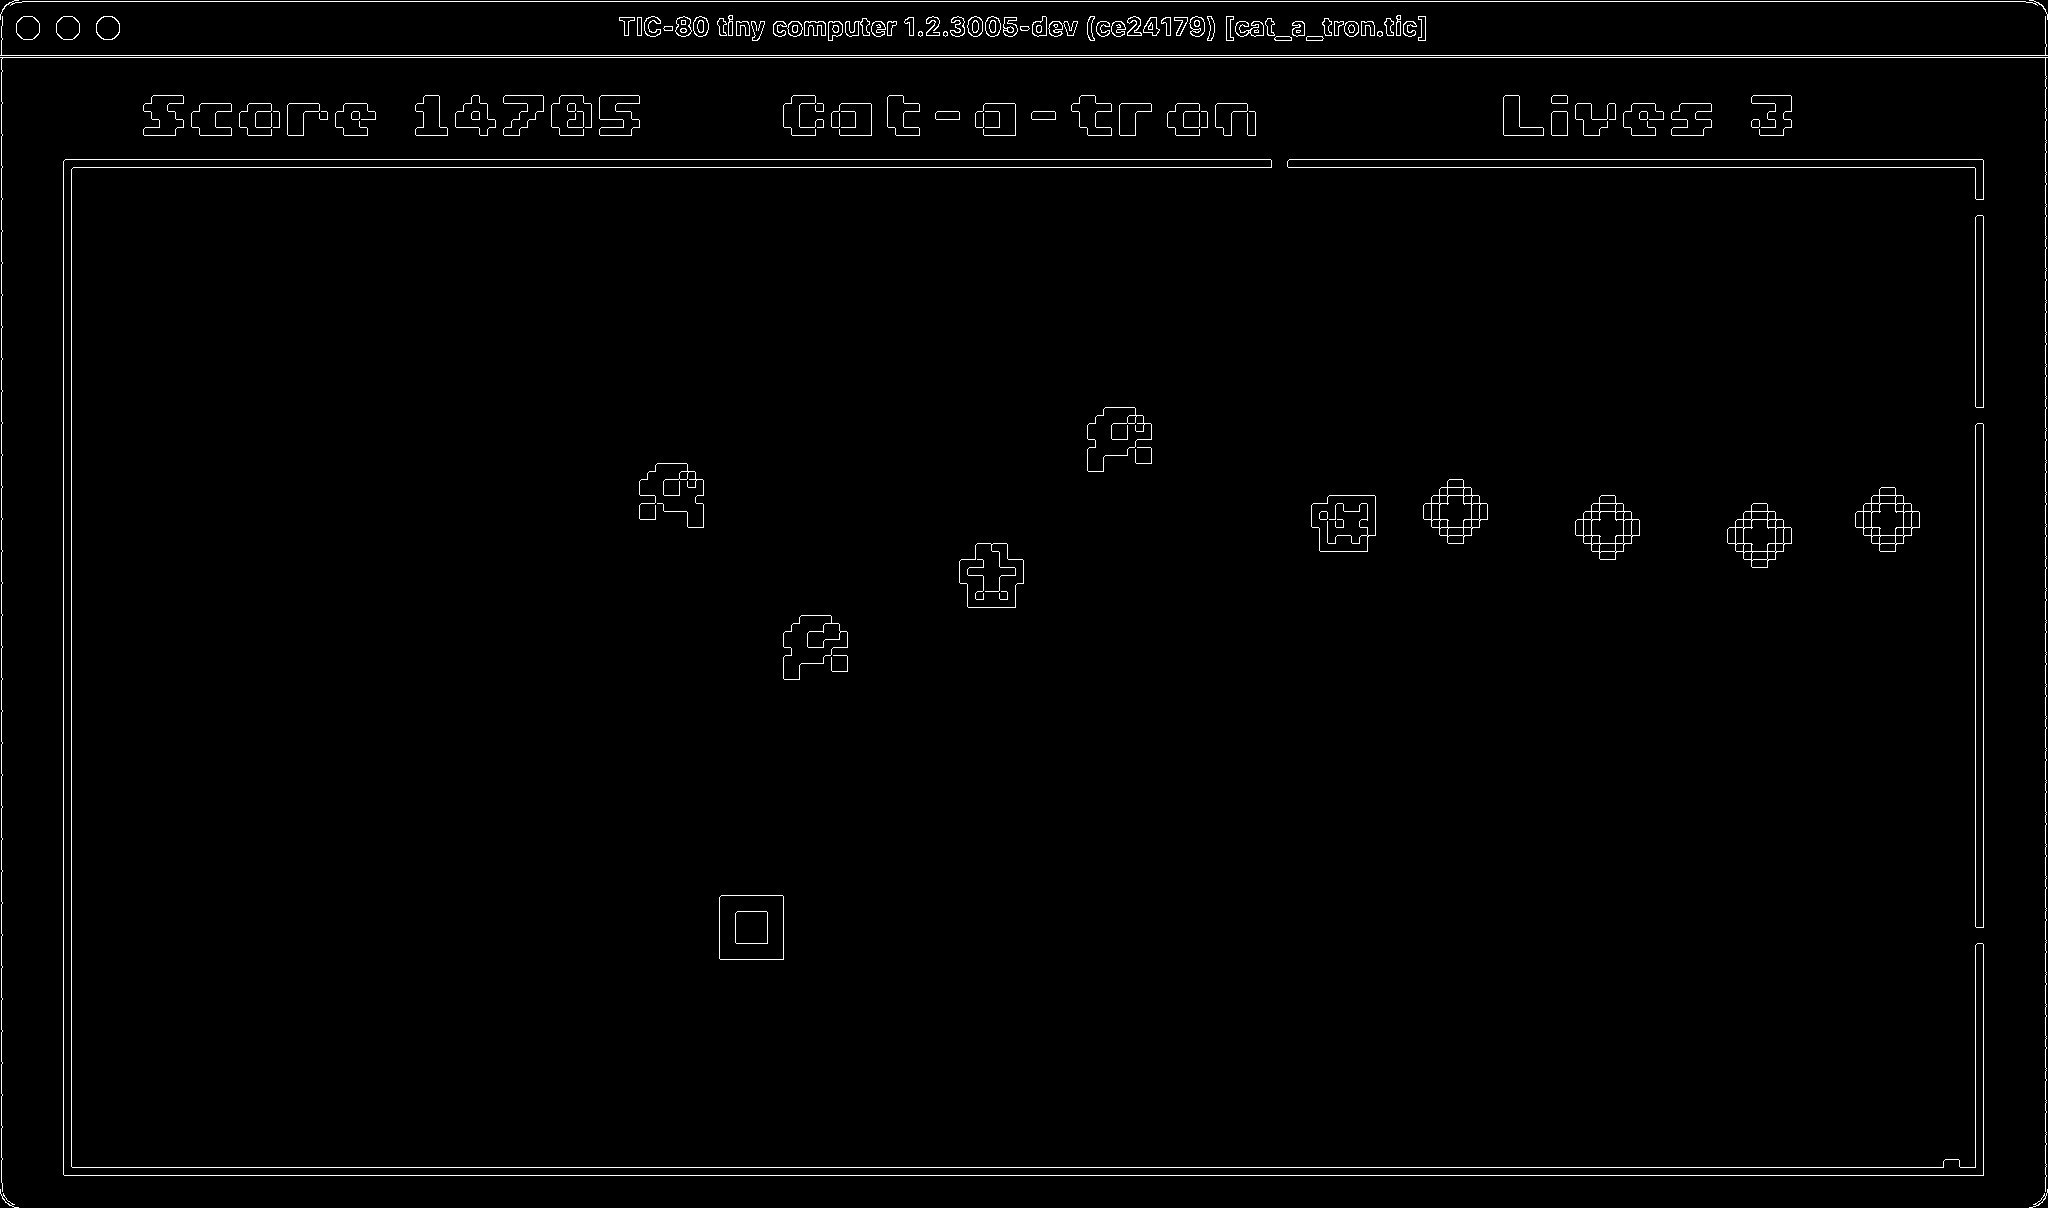 TIC-80 tiny computer 1.2.3005-dev (ce24179) [cat_a_tron.tic]
Score 14705 Cat-a-tron Lives 3